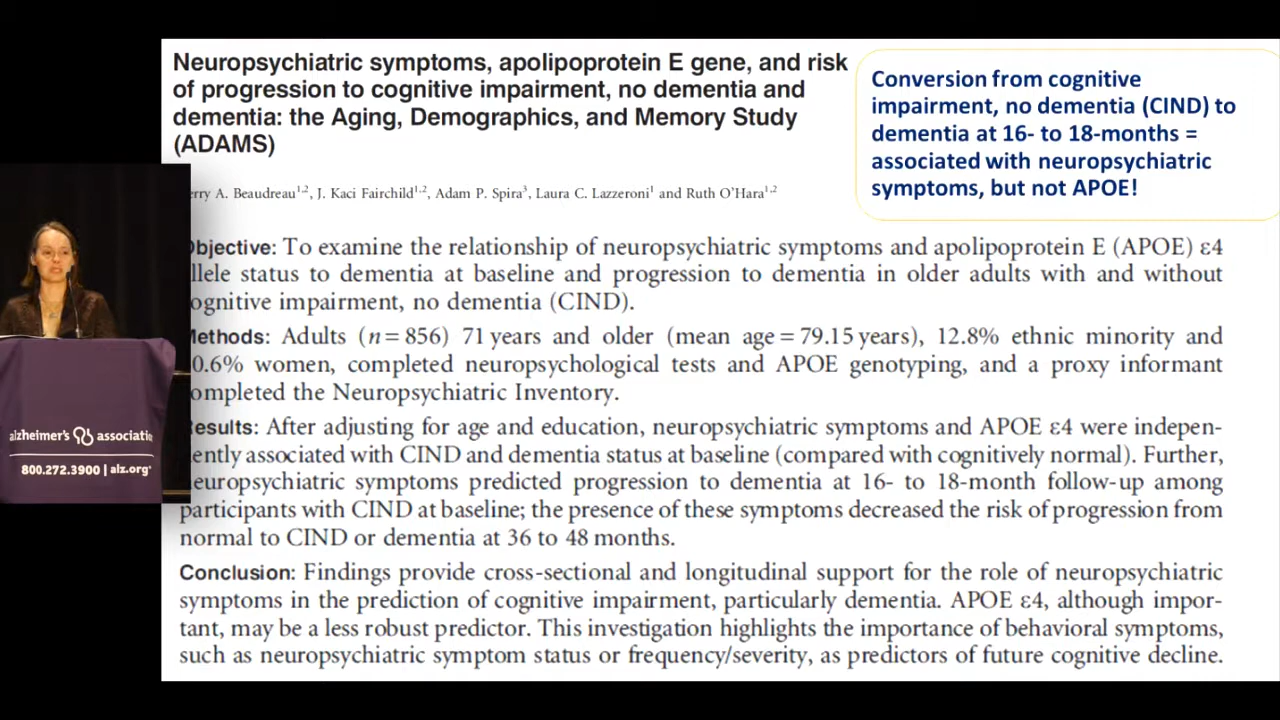 Neuropsychiatric symptoms, apolipoprotein E gene, and risk
of progression to cognitive impairment, no dementia and
dementia: the Aging, Demographics, and Memory Study
(ADAMS)
erry A. Beaudreau1,2, J. Kaci Fairchild1,2, Adam P. Spira3, Laura C. Lazzeroni1 and Ruth O'Hara1,2
Conversion from cognitive
impairment, no dementia (CIND) to
dementia at 16- to 18-months =
associated with neuropsychiatric
symptoms, but not APOE!
Objective: To examine the relationship of neuropsychiatric symptoms and apolipoprotein E (APOE) ε4
llele status to dementia at baseline and progression to dementia in older adults with and without
ognitive impairment, no dementia (CIND).
Methods: Adults (n = 856) 71 years and older (mean age = 79.15 years), 12.8% ethnic minority and
0.6% women, completed neuropsychological tests and APOE genotyping, and a proxy informant
ompleted the Neuropsychiatric Inventory.
Results: After adjusting for age and education, neuropsychiatric symptoms and APOE ε4 were indepen-
dently associated with CIND and dementia status at baseline (compared with cognitively normal). Further,
neuropsychiatric symptoms predicted progression to dementia at 16- to 18-month follow-up among
participants with CIND at baseline; the presence of these symptoms decreased the risk of progression from
normal to CIND or dementia at 36 to 48 months.
Conclusion: Findings provide cross-sectional and longitudinal support for the role of neuropsychiatric
symptoms in the prediction of cognitive impairment, particularly dementia. APOE ε4, although impor-
tant, may be a less robust predictor. This investigation highlights the importance of behavioral symptoms,
such as neuropsychiatric symptom status or frequency/severity, as predictors of future cognitive decline.
alzheimer's associatio
800.272.3900 | alz.org